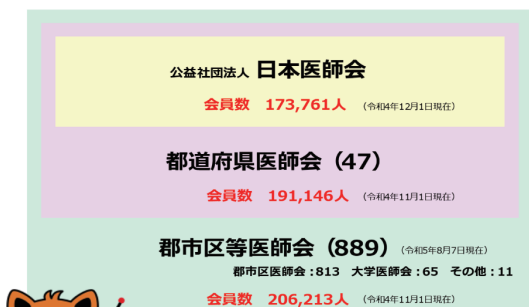 公益社団法人 日本医師会
会員数 173,761人 (令和4年12月1日現在)
都道府県医師会（47）
会員数 191,146人 (令和4年11月1日現在)
郡市区等医師会（889）(令和5年8月7日現在)
郡市区医師会：813 大学医師会：65 その他：11
会員数 206,213人 (令和4年11月1日現在)